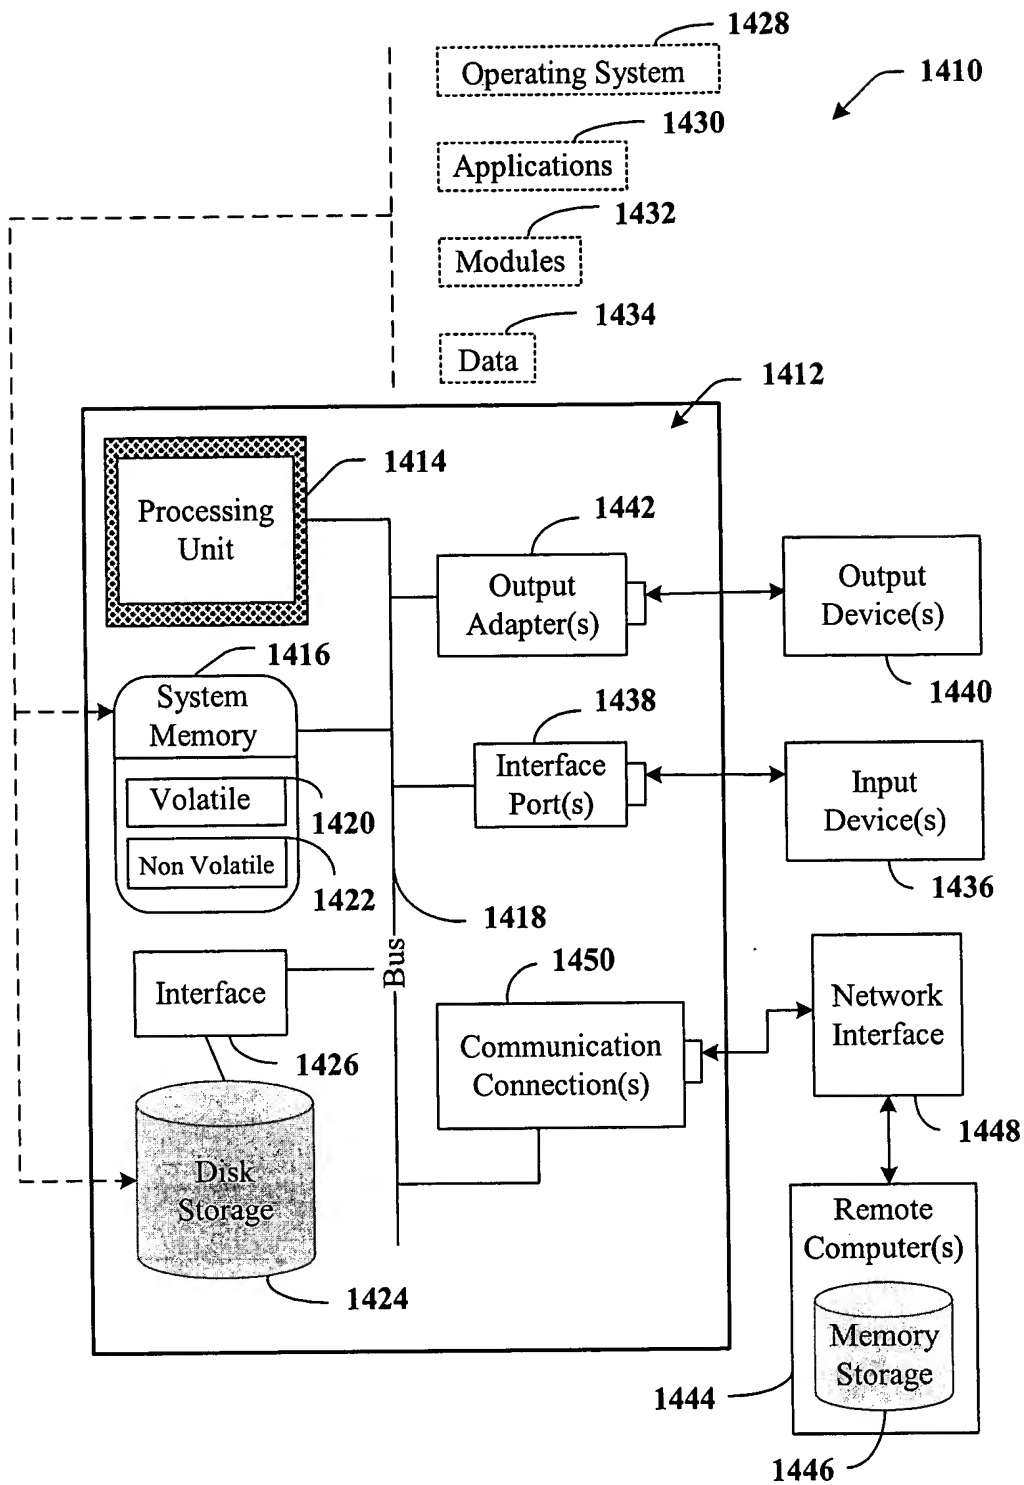 1428
Operating System
1410
1430
Applications
1432
Modules
1434
Data
1412
1414
Processing
Unit
1442
Output
Adapter(s)
Output
Device(s)
1440
1416
System
Memory
1438
Interface
Port(s)
Input
Device(s)
1436
Volatile
1420
Non Volatile
1422
1418
Bus
Interface
1426
1450
Communication
Connection(s)
Network
Interface
1448
Disk
Storage
1424
Remote
Computer(s)
Memory
Storage
1444
1446